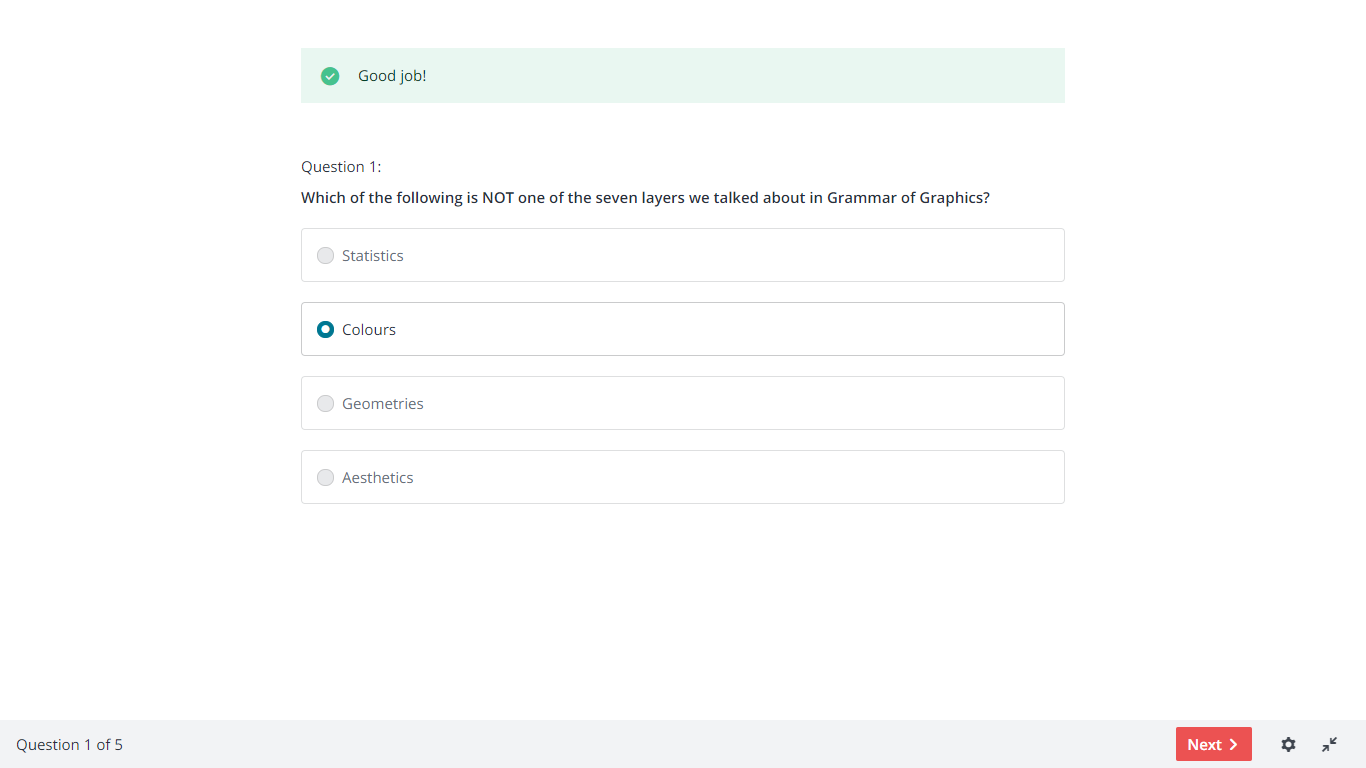 Good job!
Question 1:
Which of the following is NOT one of the seven layers we talked about in Grammar of Graphics?
Statistics
Colours
Geometries
Aesthetics
Question 1 of 5
Next